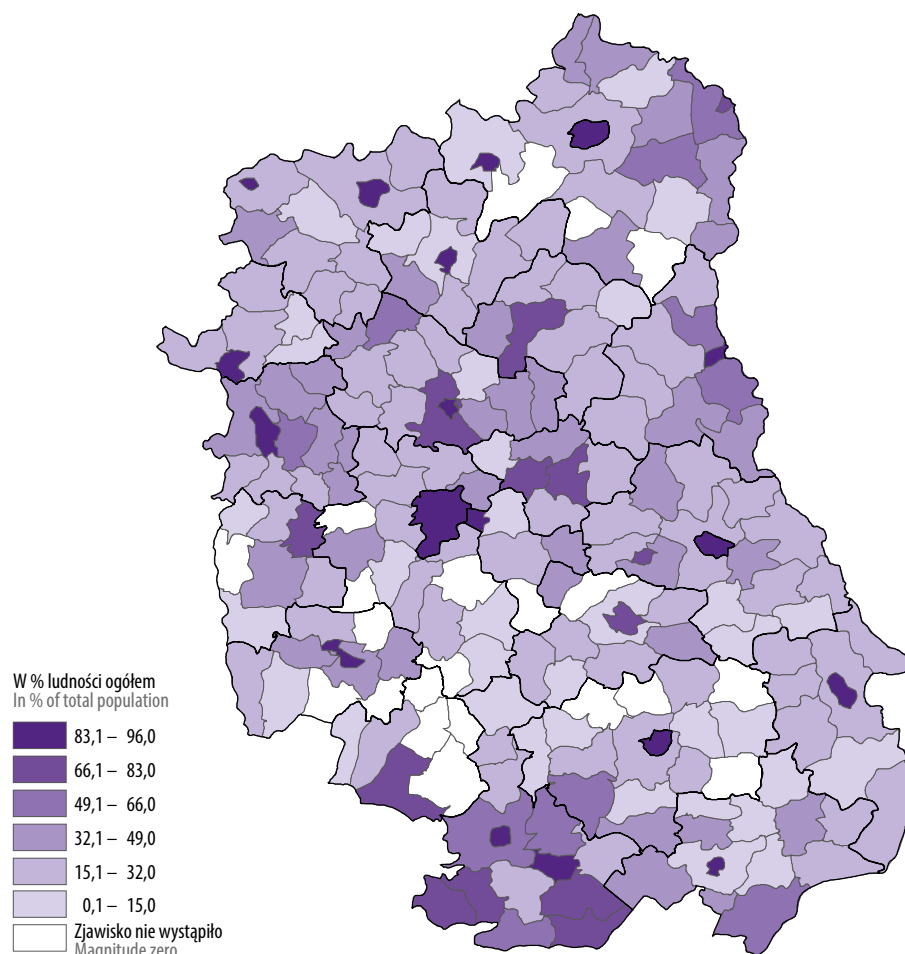 W % ludności ogółem
In % of total population
83,1 – 96,0
66,1 – 83,0
49,1 – 66,0
32,1 – 49,0
15,1 – 32,0
0,1 – 15,0
Zjawisko nie wystąpiło
Magnitude zero